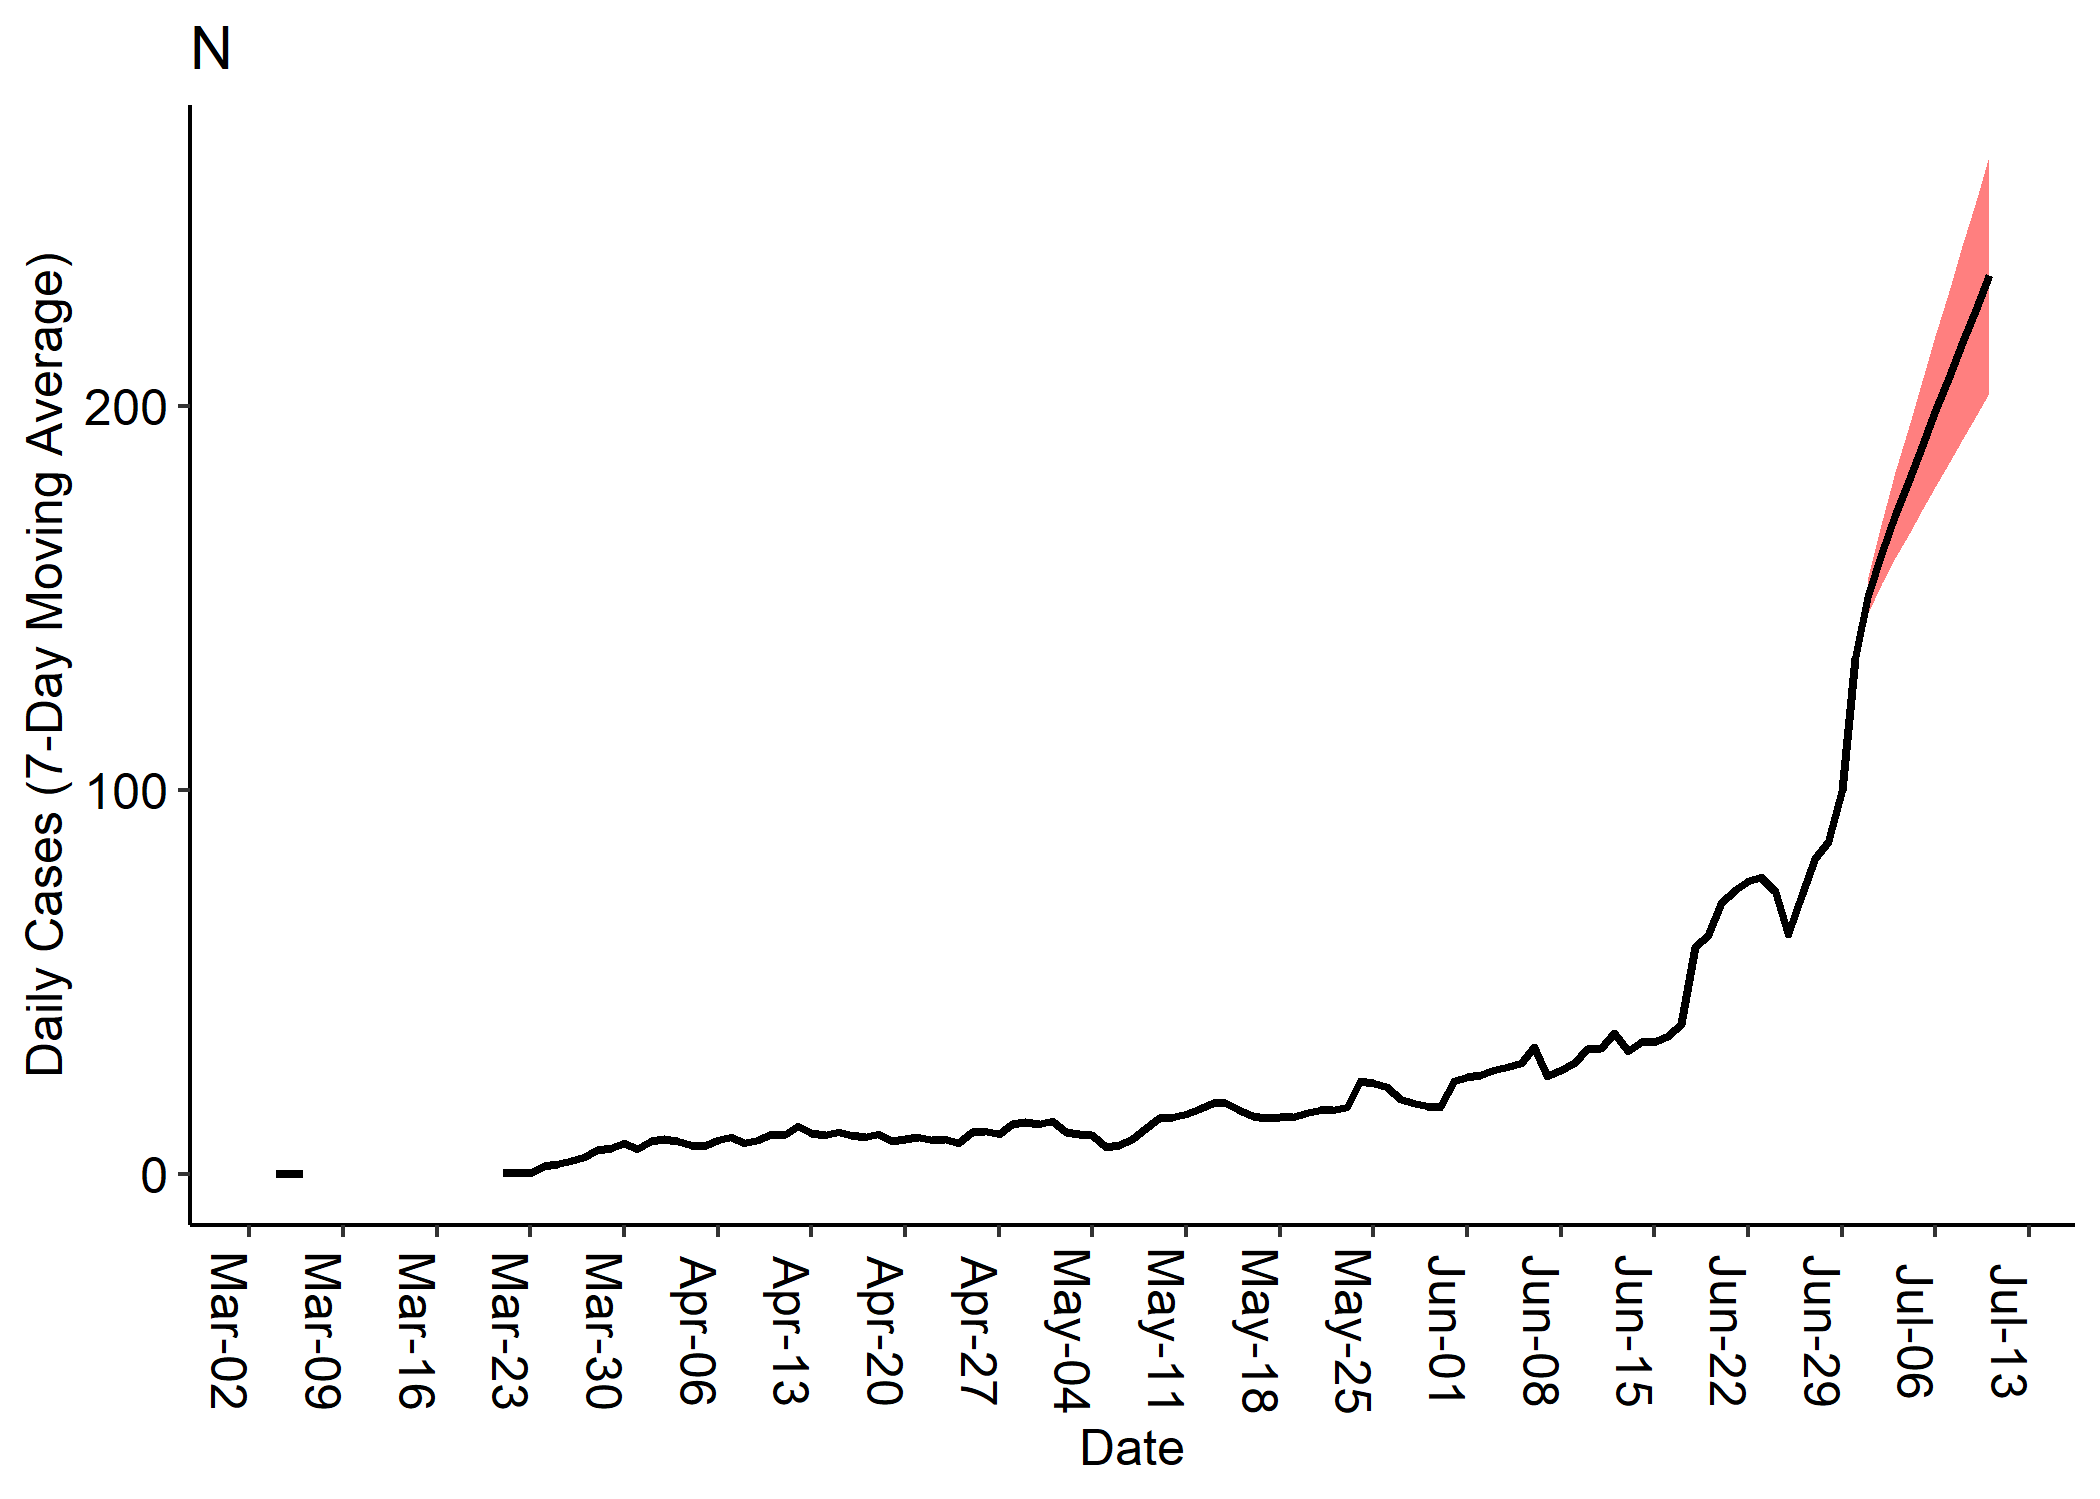 N
Daily Cases (7-Day Moving Average)
200
100
0
Mar-02
Mar-09
Mar-16
Mar-23
Mar-30
Apr-06
Apr-13
Apr-20
Apr-27
May-04
May-11
May-18
May-25
Jun-01
Jun-08
Jun-15
Jun-22
Jun-29
Jul-06
Jul-13
Date